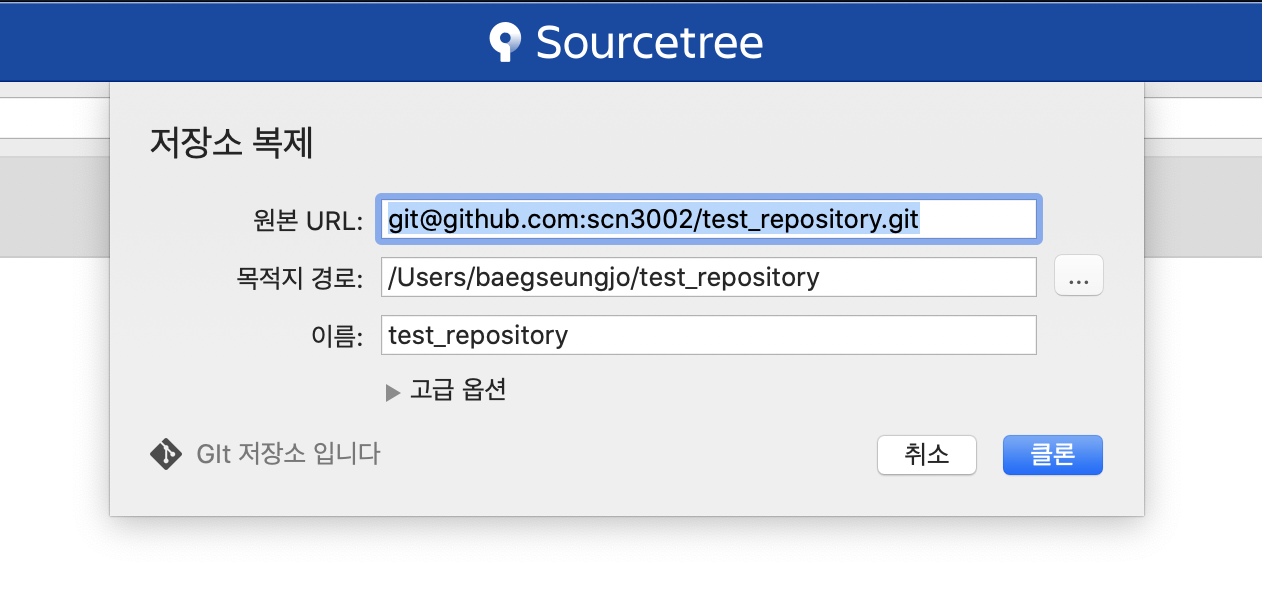 Sourcetree
저장소 복제
원본 URL: git@github.com:scn3002/test_repository.git
목적지 경로: /Users/baegseungjo/test_repository ...
이름: test_repository
고급 옵션
GIt 저장소 입니다 취소 클론